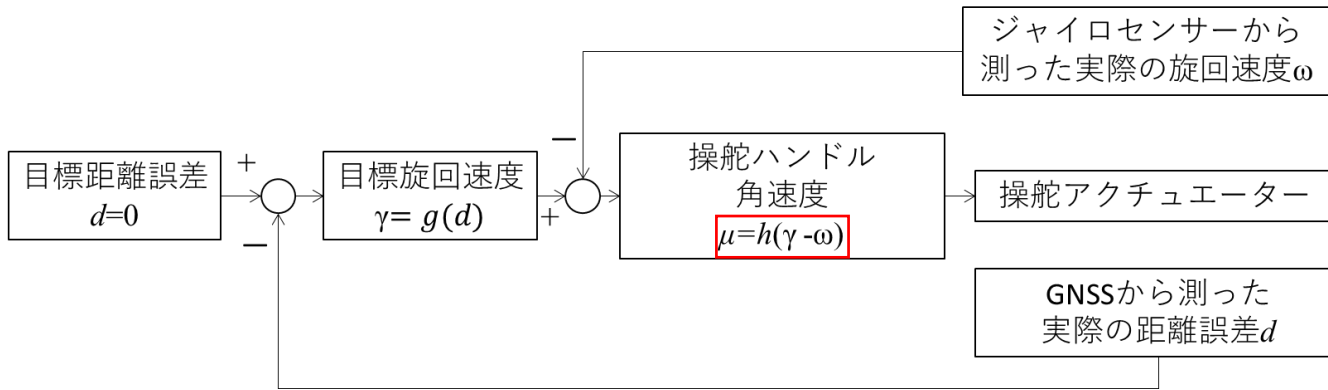 ジャイロセンサーから
測った実際の旋回速度ω
目標距離誤差
d=0
+
−
目標旋回速度
γ= g(d)
+
−
操舵ハンドル
角速度
μ=h(γ -ω)
操舵アクチュエーター
GNSSから測った
実際の距離誤差d